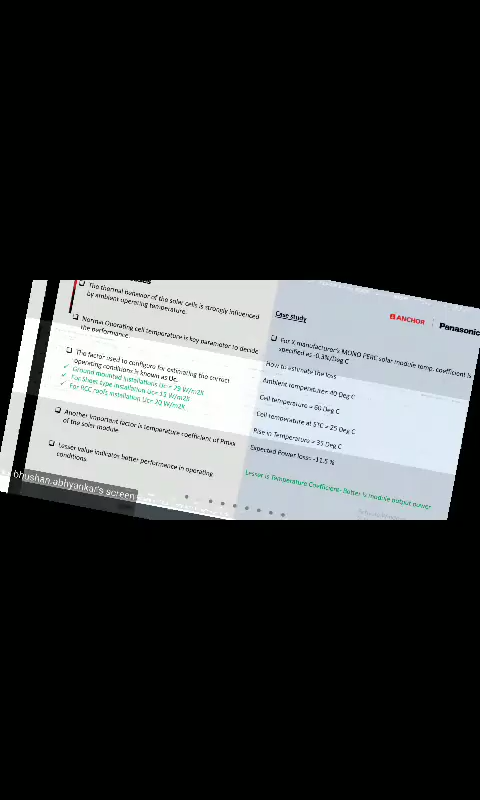 The thermal behavior of the solar cells is strongly influenced
by ambient operating temperature.
Normal Operating cell temperature is key parameter to decide
the performance.
The factor used to configure for estimating the correct
operating conditions is known as Uc.
Ground mounted installations Uc = 29 W/m2K
For Sheet type installation Uc= 15 W/m2K
For RCC roofs installation Uc= 20 W/m2K
Another important factor is temperature coefficient of Pmax
of the solar module
Lesser value indicator better performance in operating
conditions.
bhushan.abhyankar's screen
ANCHOR
Panasonic
Case study
For X manufacturer's MONO PERC solar module temp. coefficient is
specified as -0.3%/Deg C
How to estimate the loss
Ambient temperature= 40 Deg C
Cell temperature = 60 Deg C
Cell temperature at STC = 25 Deg C
Rise in Temperature = 35 Deg C
Expected Power loss= -11.5 %
Lesser is Temperature Coefficient- Better is module output power